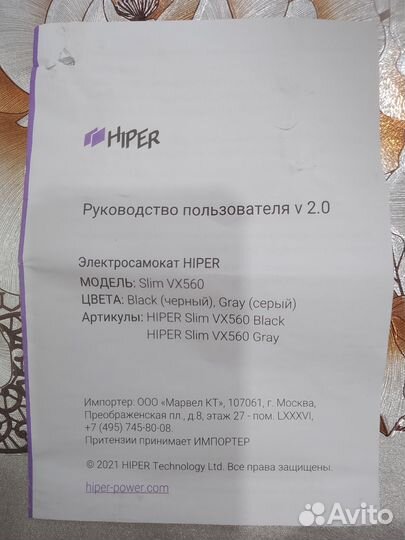 HIPER
Руководство пользователя v 2.0
Электросамокат HIPER
МОДЕЛЬ: Slim VX560
ЦВЕТА: Black (черный), Gray (серый)
Артикулы: HIPER Slim VX560 Black
HIPER Slim VX560 Gray
Импортер: ООО «Марвел КТ», 107061, г. Москва,
Преображенская пл., д.8, этаж 27 - пом. LXXXVI,
+7 (495) 745-80-08.
Притензии принимает ИМПОРТЕР
© 2021 HIPER Technology Ltd. Все права защищены.
hiper-power.com
Avito